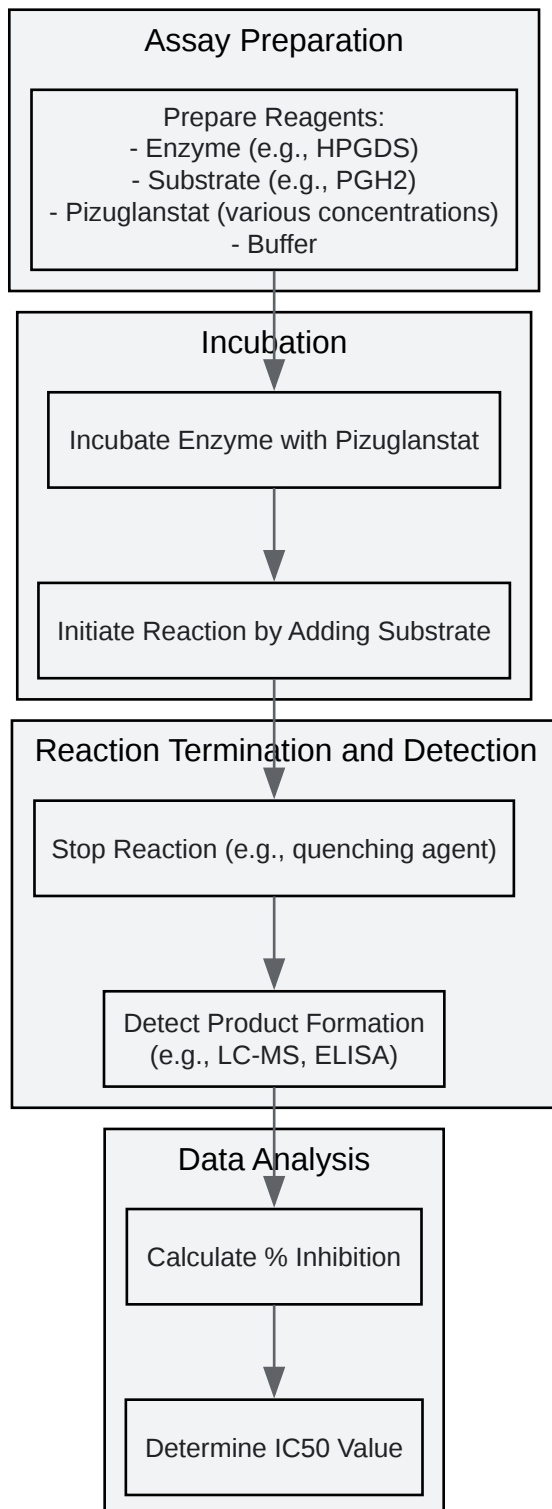 Assay Preparation
Prepare Reagents:
- Enzyme (e.g., HPGDS)
- Substrate (e.g., PGH2)
- Pizuglanstat (various concentrations)
- Buffer
Incubation
Incubate Enzyme with Pizuglanstat
Initiate Reaction by Adding Substrate
Reaction Termination and Detection
Stop Reaction (e.g., quenching agent)
Detect Product Formation
(e.g., LC-MS, ELISA)
Data Analysis
Calculate % Inhibition
Determine IC50 Value